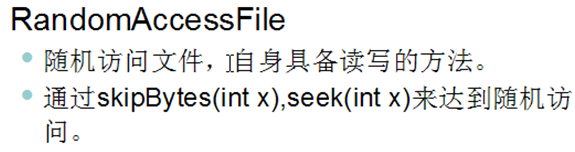 RandomAccessFile
随机访问文件，自身具备读写的方法。
通过skipBytes(int x),seek(int x)来达到随机访
问。